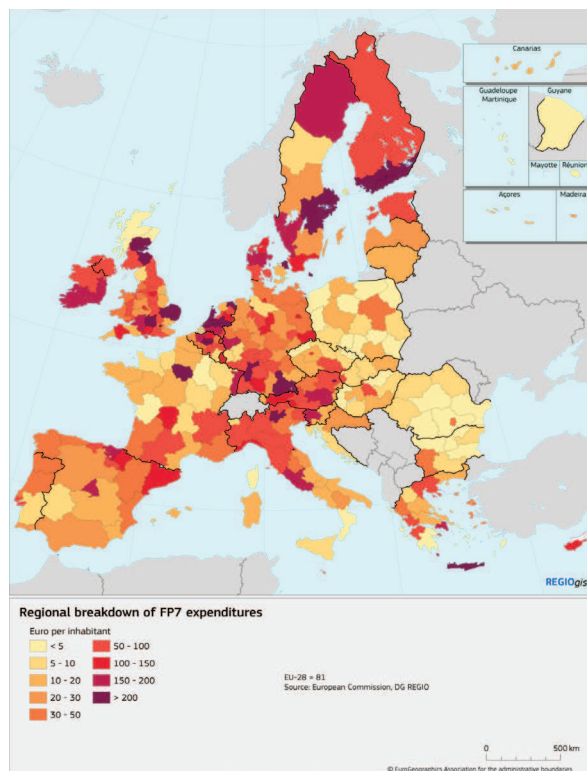 Canarias
Guadeloupe
Martinique
Guyane
Mayotte
Réunion
Açores
Madeira
REGIOgis
Regional breakdown of FP7 expenditures
Euro per inhabitant
< 5
5 - 10
10 - 20
20 - 30
30 - 50
50 - 100
100 - 150
150 - 200
> 200
EU-28 = 81
Source: European Commission, DG REGIO
0 500 km
© EuroGeographics Association for the administrative boundaries